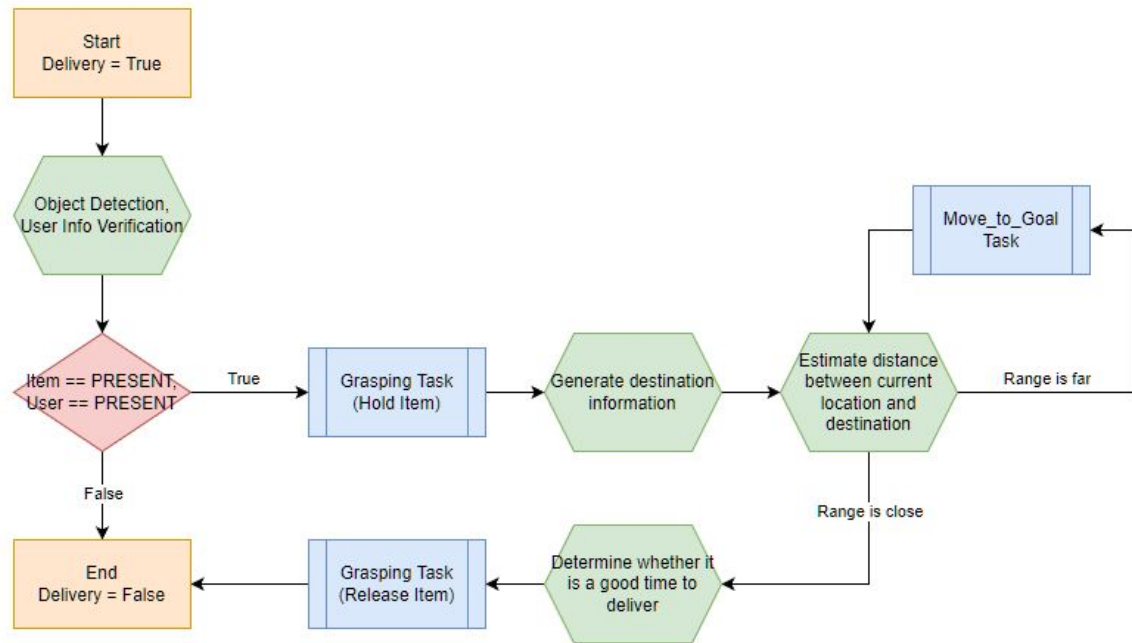 Start
Delivery = True
Object Detection,
User Info Verification
Item == PRESENT,
User == PRESENT
True
Grasping Task
(Hold Item)
Generate destination
information
Estimate distance
between current
location and
destination
Range is far
Move_to_Goal
Task
Range is close
Determine whether it
is a good time to
deliver
Grasping Task
(Release Item)
False
End
Delivery = False